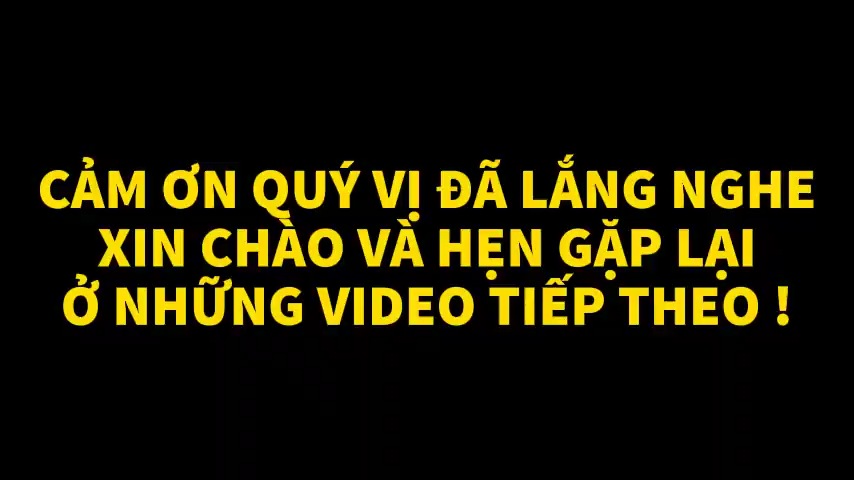 CẢM ƠN QUÝ VỊ ĐÃ LẮNG NGHE
XIN CHÀO VÀ HẸN GẶP LẠI
Ở NHỮNG VIDEO TIẾP THEO !